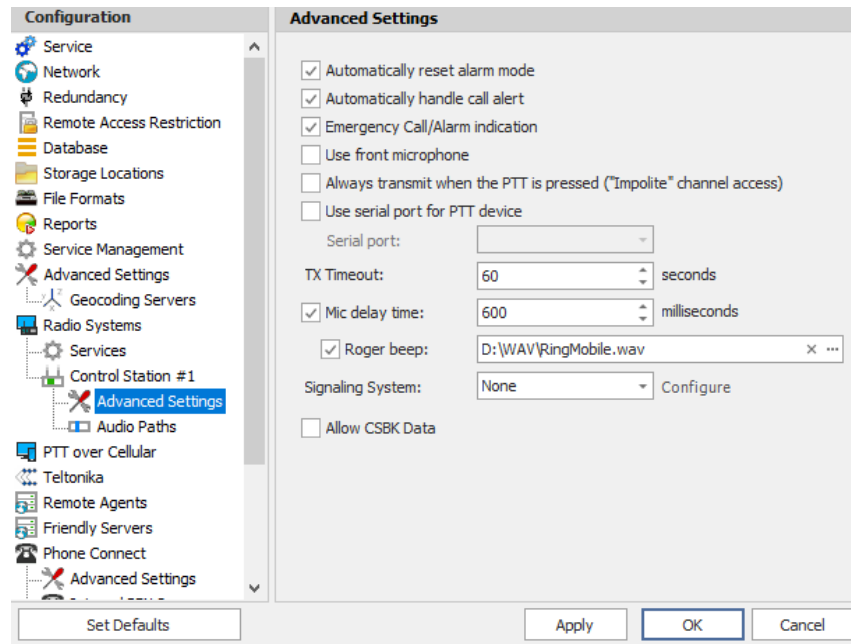 Configuration
Service
Network
Redundancy
Remote Access Restriction
Database
Storage Locations
File Formats
Reports
Service Management
Advanced Settings
Geocoding Servers
Radio Systems
Services
Control Station #1
Advanced Settings
Audio Paths
PTT over Cellular
Teltonika
Remote Agents
Friendly Servers
Phone Connect
Advanced Settings
Set Defaults
Advanced Settings
Automatically reset alarm mode
Automatically handle call alert
Emergency Call/Alarm indication
Use front microphone
Always transmit when the PTT is pressed ("Impolite" channel access)
Use serial port for PTT device
Serial port:
TX Timeout: 60 seconds
Mic delay time: 600 milliseconds
Roger beep: D:\WAV\RingMobile.wav
Signaling System: None Configure
Allow CSBK Data
Apply OK Cancel